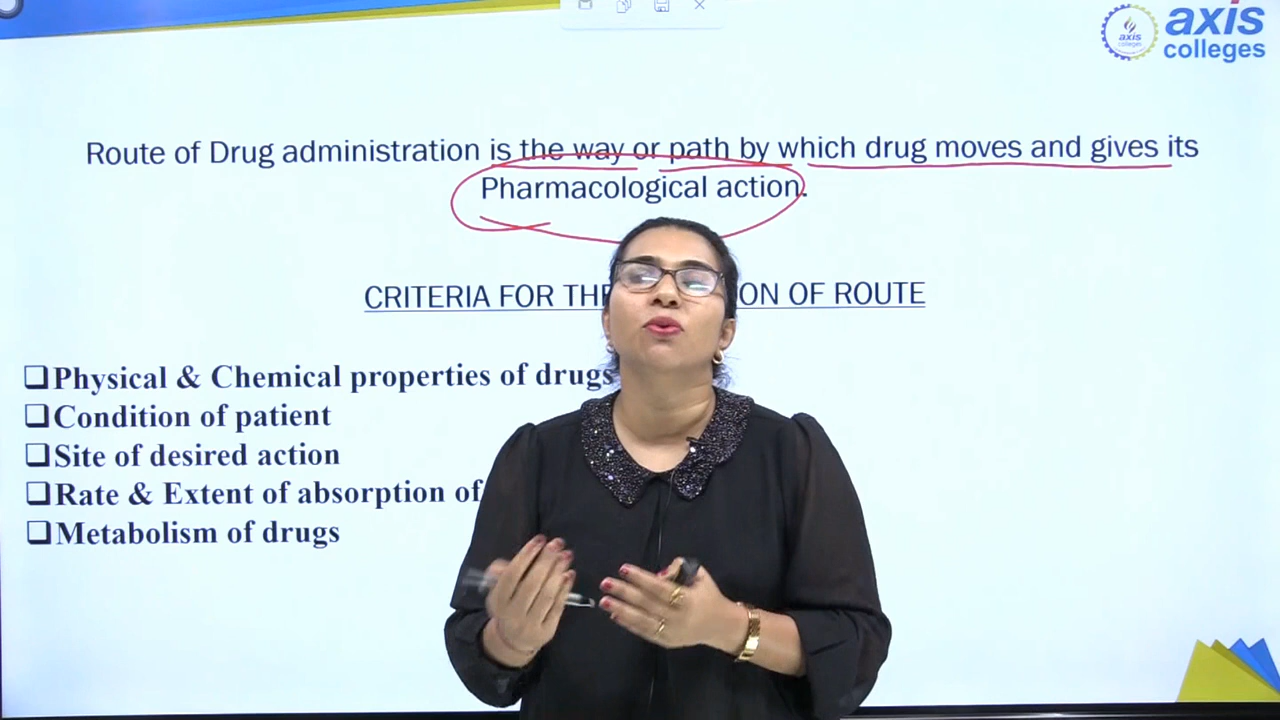 axis
colleges
axis
colleges
Route of Drug administration is the way or path by which drug moves and gives its
Pharmacological action.
CRITERIA FOR THE ON OF ROUTE
❑Physical & Chemical properties of drugs
❑Condition of patient
❑Site of desired action
❑Rate & Extent of absorption of
❑Metabolism of drugs